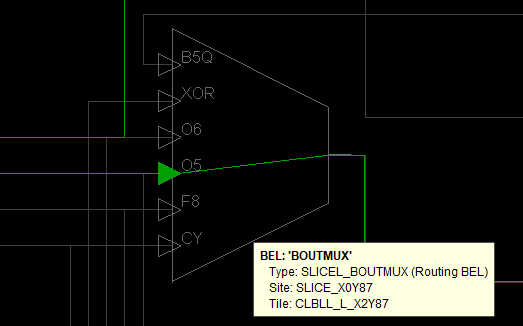 B5Q
XOR
O6
O5
F8
CY
BEL: 'BOUTMUX'
Type: SLICEL_BOUTMUX (Routing BEL)
Site: SLICE_X0Y87
Tile: CLBLL_L_X2Y87